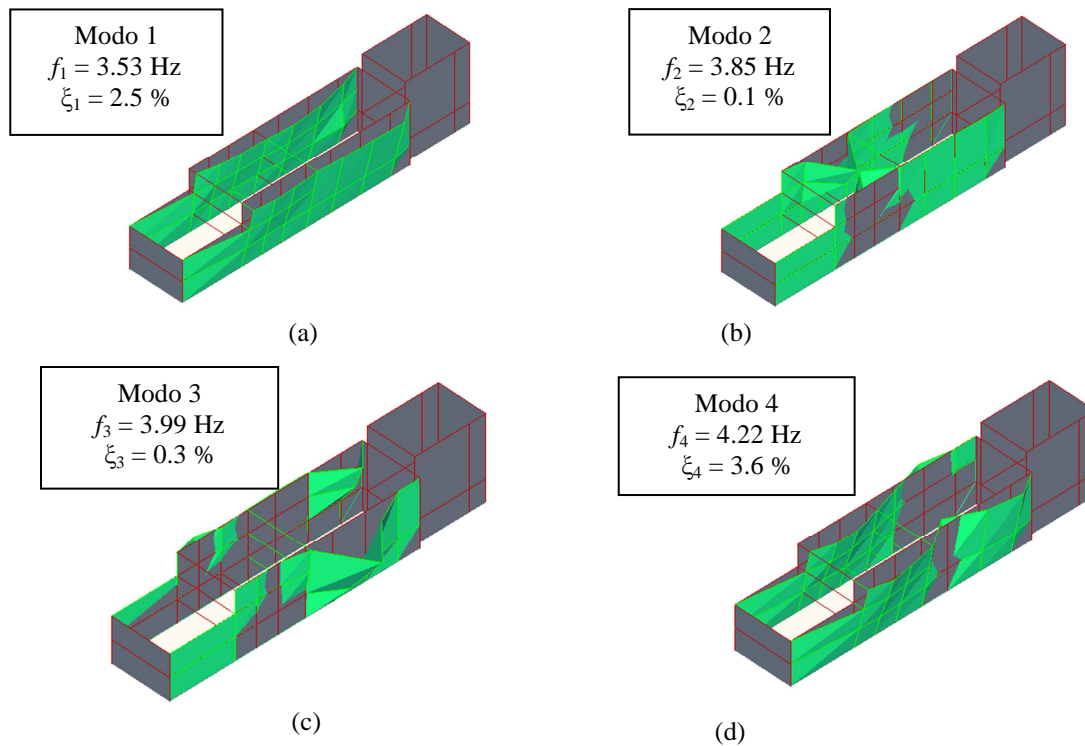 Modo 1
f₁ = 3.53 Hz
ξ₁ = 2.5 %
Modo 2
f₂ = 3.85 Hz
ξ₂ = 0.1 %
(a)
(b)
Modo 3
f₃ = 3.99 Hz
ξ₃ = 0.3 %
Modo 4
f₄ = 4.22 Hz
ξ₄ = 3.6 %
(c)
(d)